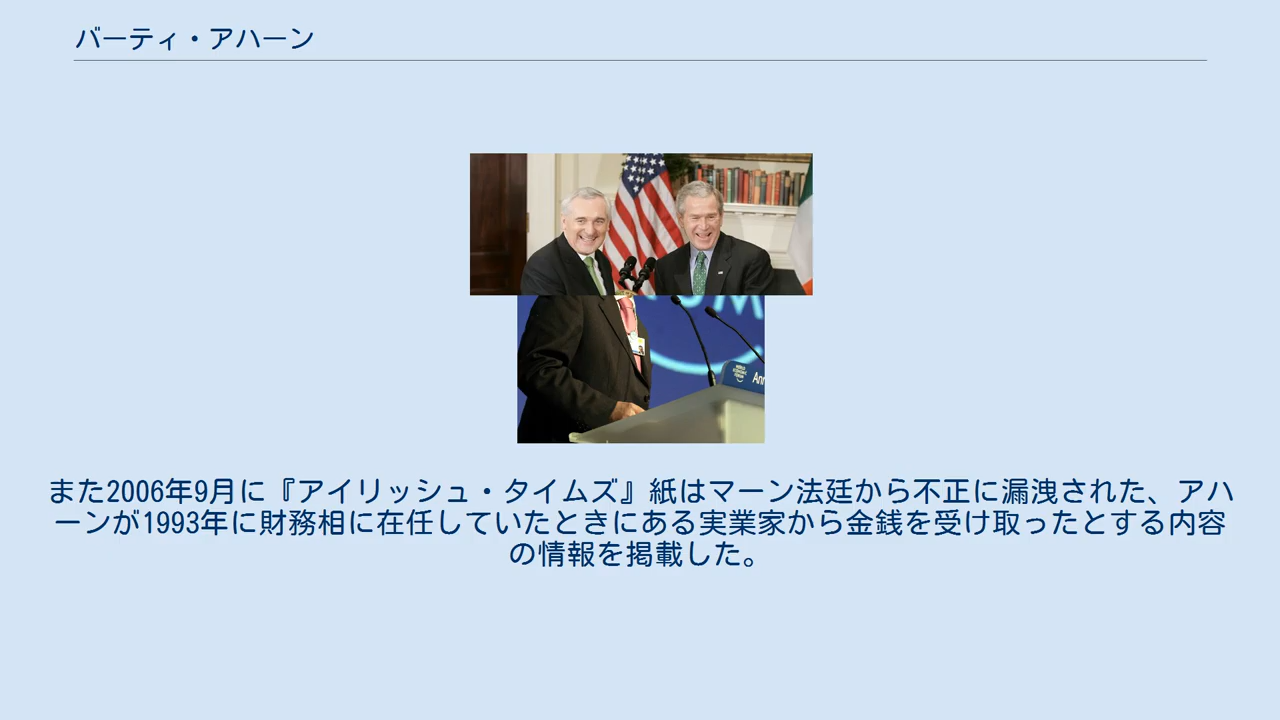 バーティ・アハーン
UM
WORLD ECONOMIC FORUM
Ann
また2006年9月に『アイリッシュ・タイムズ』紙はマーン法廷から不正に漏洩された、アハ
ーンが1993年に財務相に在任していたときにある実業家から金銭を受け取ったとする内容
の情報を掲載した。